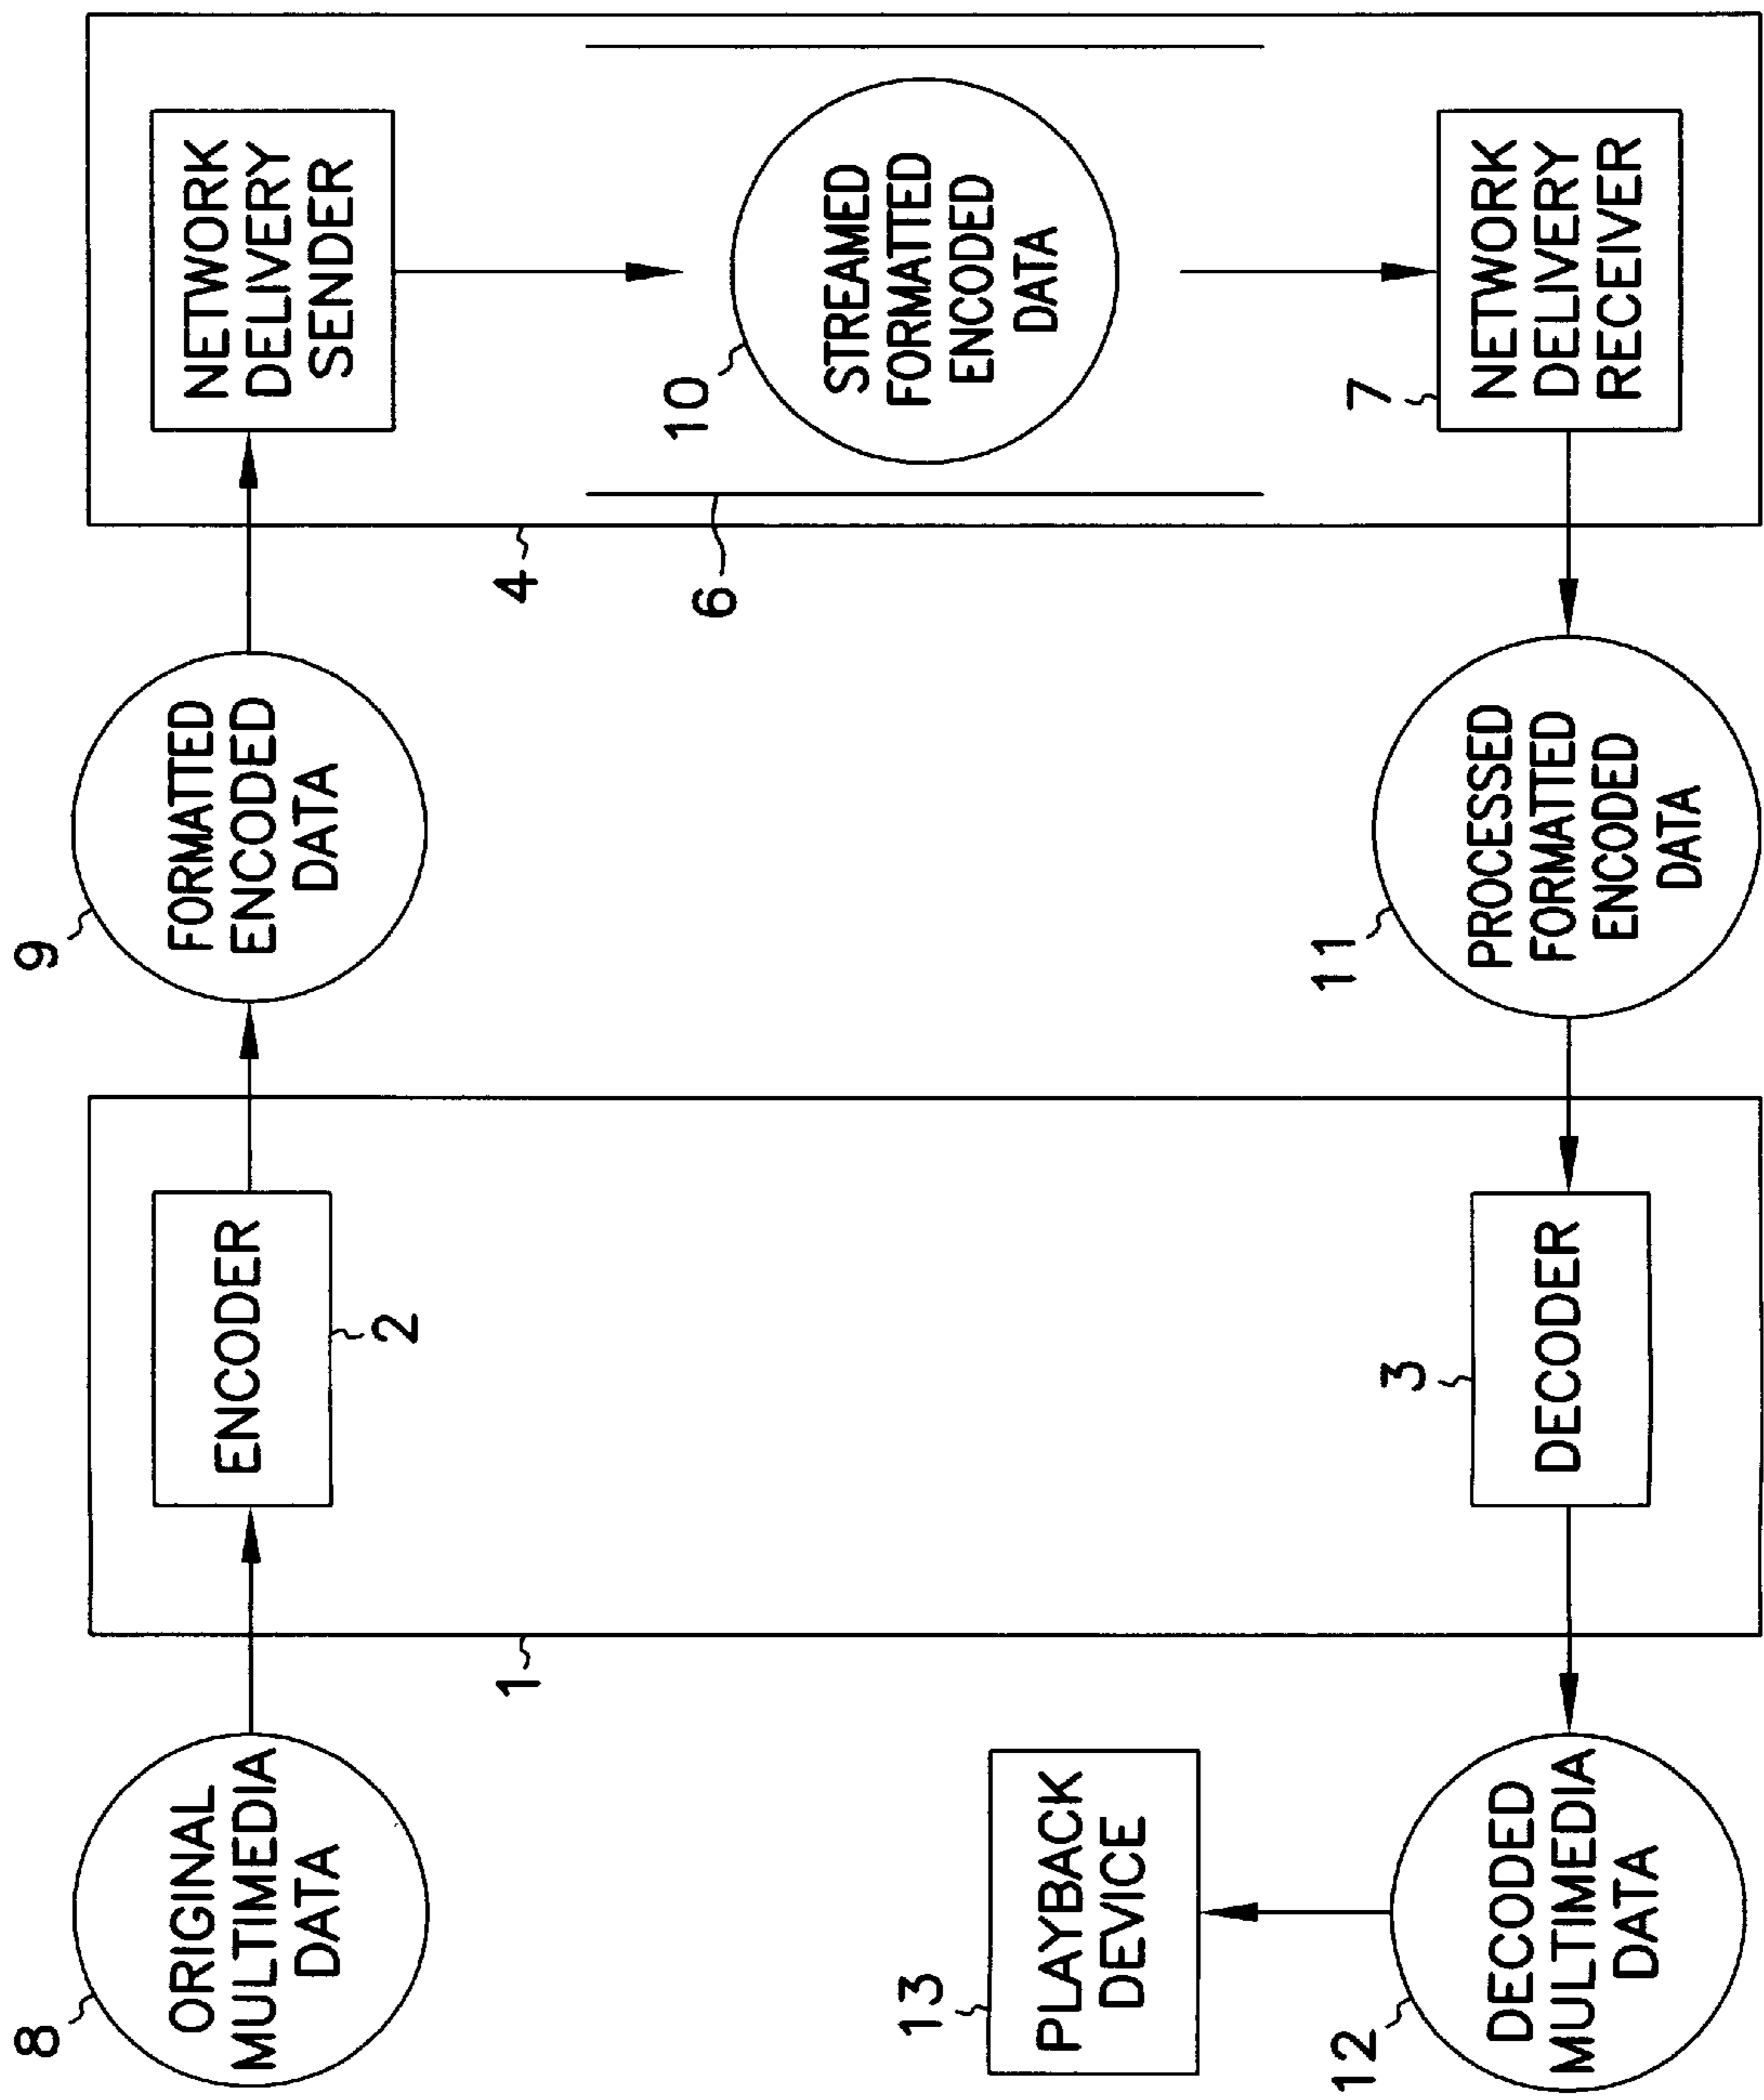 8
ORIGINAL
MULTIMEDIA
DATA
ENCODER
2
9
FORMATTED
ENCODED
DATA
NETWORK
DELIVERY
SENDER
1
4
6
10
STREAMED
FORMATTED
ENCODED
DATA
13
PLAYBACK
DEVICE
12
DECODED
MULTIMEDIA
DATA
3
DECODER
11
PROCESSED
FORMATTED
ENCODED
DATA
7
NETWORK
DELIVERY
RECEIVER